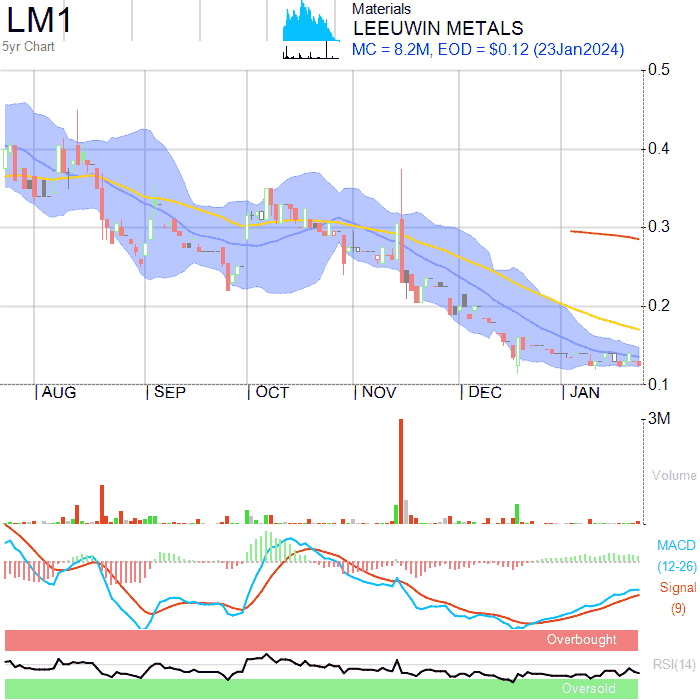 LM1
5yr Chart
Materials
LEEUWIN METALS
MC = 8.2M, EOD = $0.12 (23Jan2024)
0.5
0.4
0.3
0.2
0.1
AUG SEP OCT NOV DEC JAN
3M
Volume
MACD
(12-26)
Signal
(9)
Overbought
RSI(14)
Oversold